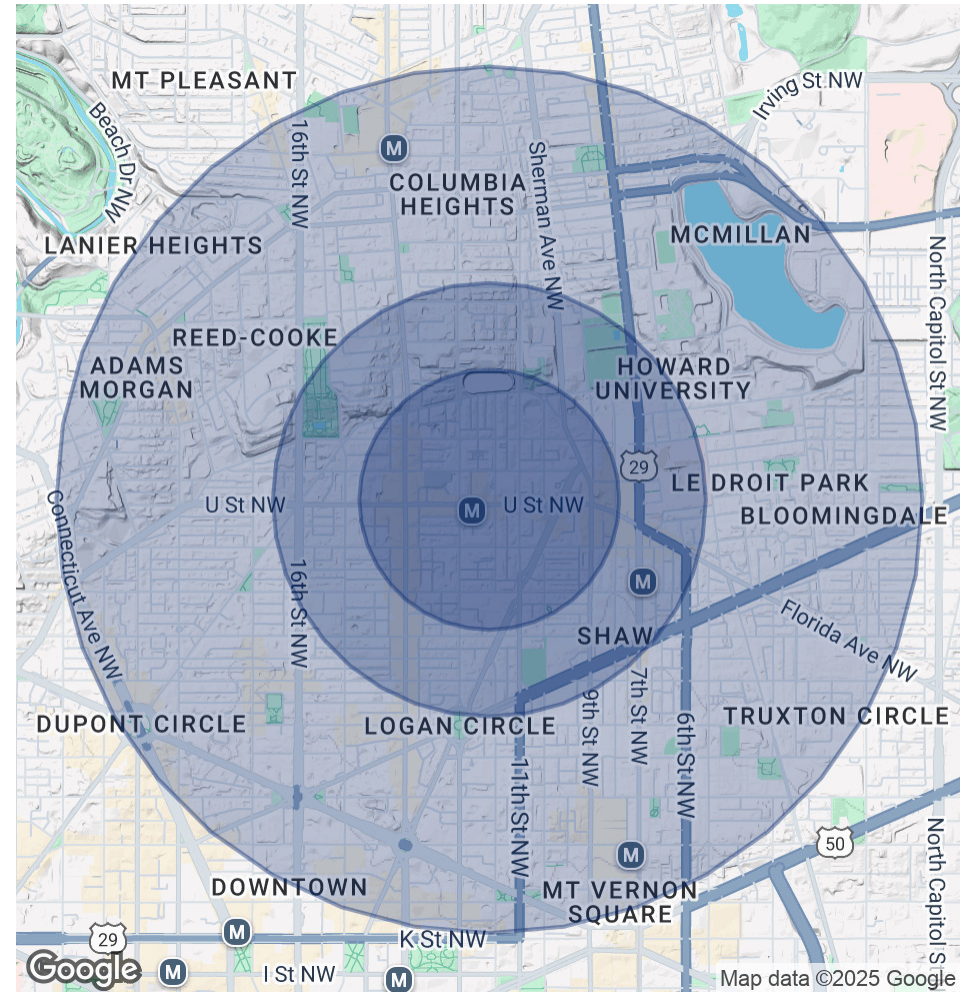 MT PLEASANT
Irving St NW
Beach Dr NW
16th St NW
M
Sherman Ave NW
COLUMBIA
HEIGHTS
LANIER HEIGHTS
MCMILLAN
North Capitol St NW
REED-COOKE
ADAMS
MORGAN
HOWARD
UNIVERSITY
29
LE DROIT PARK
U St NW
M
U St NW
BLOOMINGDALE
Connecticut Ave NW
16th St NW
M
SHAW
Florida Ave NW
7th St NW
9th St NW
6th St NW
DUPONT CIRCLE
LOGAN CIRCLE
TRUXTON CIRCLE
11th St NW
50
M
North Capitol S
DOWNTOWN
MT VERNON
SQUARE
29
M
K St NW
Google
M
I St NW
M
Map data ©2025 Google